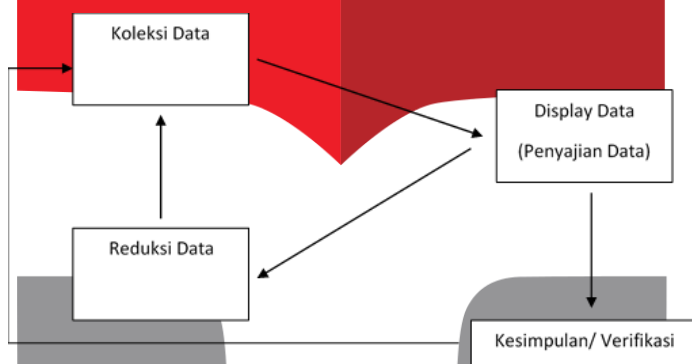 Koleksi Data
Display Data
(Penyajian Data)
Reduksi Data
Kesimpulan/ Verifikasi